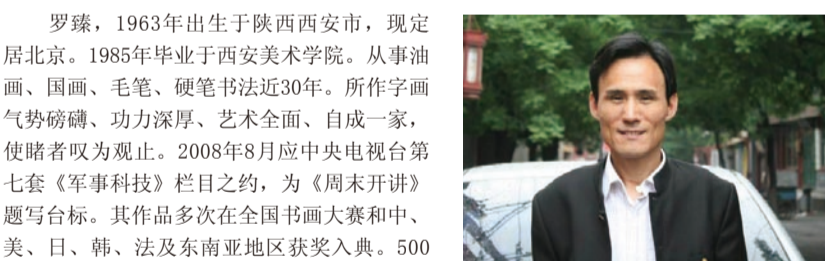 罗臻，1963年出生于陕西西安市，现定
居北京。1985年毕业于西安美术学院。从事油
画、国画、毛笔、硬笔书法近30年。所作字画
气势磅礴、功力深厚、艺术全面、自成一家，
使睹者叹为观止。2008年8月应中央电视台第
七套《军事科技》栏目之约，为《周末开讲》
题写台标。其作品多次在全国书画大赛和中、
美、日、韩、法及东南亚地区获奖入典。500